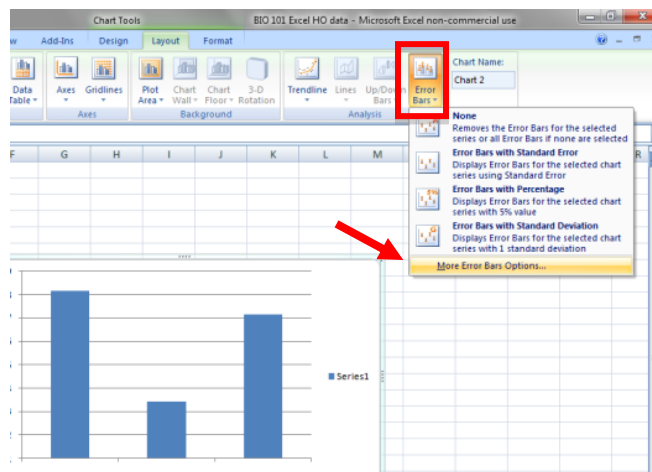 Chart Tools
BIO 101 Excel HO data - Microsoft Excel non-commercial use
w Add-Ins Design Layout Format
Data Table
Axes
Gridlines
Plot Area
Chart Wall
Chart Floor
3-D Rotation
Trendline
Lines
Up/Down Bars
Error Bars
Chart Name:
Chart 2
Axes Background Analysis
None
Removes the Error Bars for the selected
series or all Error Bars if none are selected
Error Bars with Standard Error
Displays Error Bars for the selected chart
series using Standard Error
Error Bars with Percentage
Displays Error Bars for the selected chart
series with 5% value
Error Bars with Standard Deviation
Displays Error Bars for the selected chart
series with 1 standard deviation
More Error Bars Options...
F G H I J K L M R
Series1